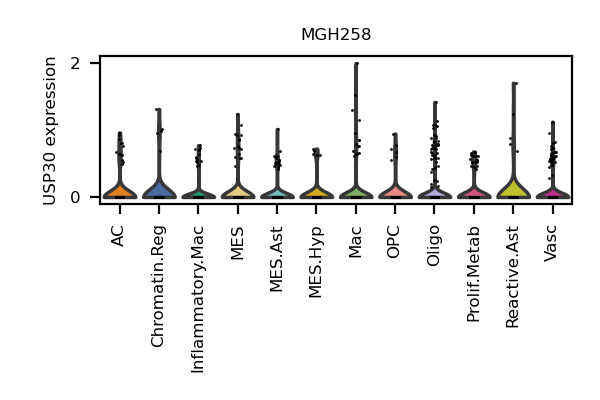 MGH258
USP30 expression
2
0
AC
Chromatin.Reg
Inflammatory.Mac
MES
MES.Ast
MES.Hyp
Mac
OPC
Oligo
Prolif.Metab
Reactive.Ast
Vasc